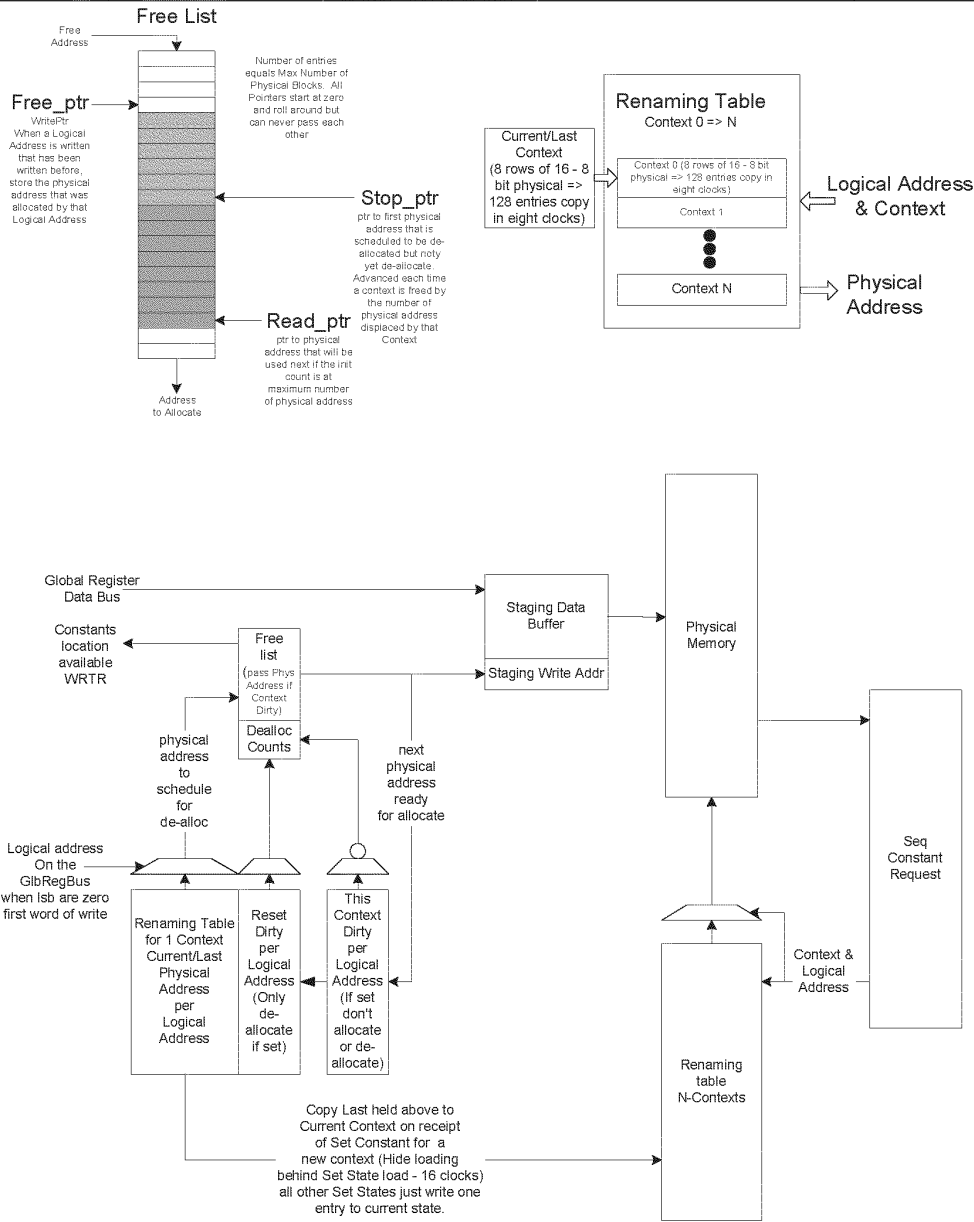 Free List
Free
Address
Number of entries
equals Max Number of
Physical Blocks. All
Pointers start at zero
and roll around but
can never pass each
other
Free_ptr
WritePtr
When a Logical
Address is written
that has been
written before,
store the physical
address that was
allocated by that
Logical Address
Stop_ptr
ptr to first physical
address that is
scheduled to be de-
allocated but noty
yet de-allocate.
Advanced each time
a context is freed by
the number of
physical address
displaced by that
Context
Read_ptr
ptr to physical
address that will be
used next if the init
count is at
maximum number
of physical address
Address
to Allocate
Renaming Table
Context 0 => N
Current/Last
Context
(8 rows of 16 - 8
bit physical =>
128 entries copy
in eight clocks)
Context 0 (8 rows of 16 - 8 bit
physical => 128 entries copy in
eight clocks)
Context 1
Context N
Logical Address
& Context
Physical
Address
Global Register
Data Bus
Constants
location
available
WRTR
Free
list
(pass Phys
Address if
Context
Dirty)
Dealloc
Counts
Staging Data
Buffer
Staging Write Addr
Physical
Memory
physical
address
to
schedule
for
de-alloc
next
physical
address
ready
for allocate
Logical address
On the
GlbRegBus
when lsb are zero
first word of write
Renaming Table
for 1 Context
Current/Last
Physical
Address
per
Logical
Address
Reset
Dirty
per
Logical
Address
(Only
de-
allocate
if set)
This
Context
Dirty
per
Logical
Address
(If set
don't
allocate
or de-
allocate)
Seq
Constant
Request
Context &
Logical
Address
Renaming
table
N-Contexts
Copy Last held above to
Current Context on receipt
of Set Constant for a
new context (Hide loading
behind Set State load - 16 clocks)
all other Set States just write one
entry to current state.